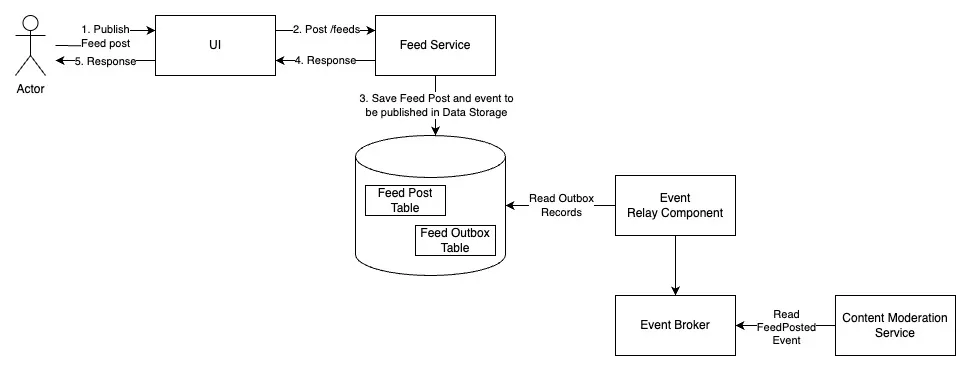 1. Publish
Feed post
5. Response
Actor
UI
2. Post /feeds
4. Response
Feed Service
3. Save Feed Post and event to
be published in Data Storage
Feed Post
Table
Feed Outbox
Table
Read Outbox
Records
Event
Relay Component
Event Broker
Read
FeedPosted
Event
Content Moderation
Service